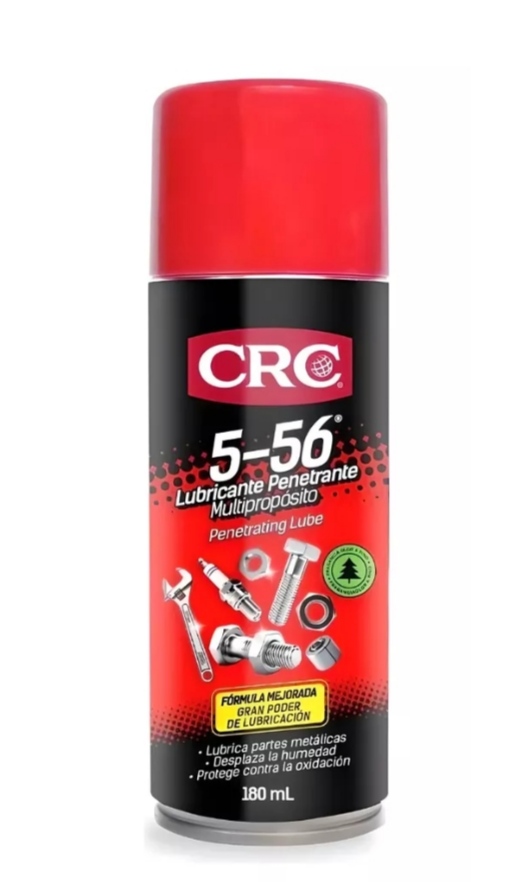 CRC®
5-56®
Lubricante Penetrante
Multipropósito
Penetrating Lube
FÓRMULA MEJORADA
GRAN PODER
DE LUBRICACIÓN
· Lubrica partes metálicas
· Desplaza la humedad
· Protege contra la oxidación
180 mL